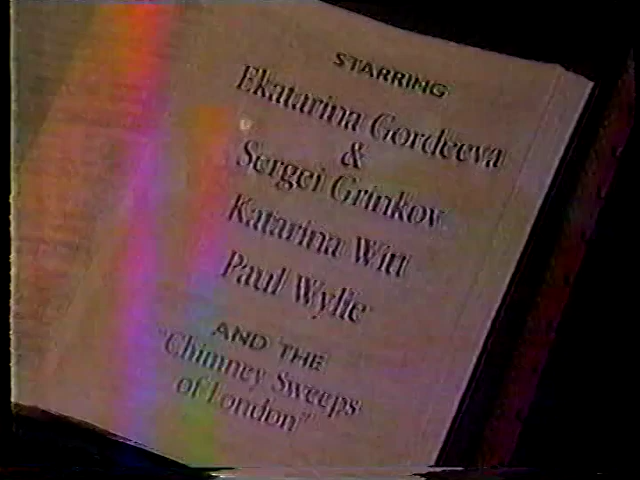 STARRING
Ekatarina Gordeeva
&
Sergei Grinkov
Katarina Witt
Paul Wylie
AND THE
"Chimney Sweeps
of London"